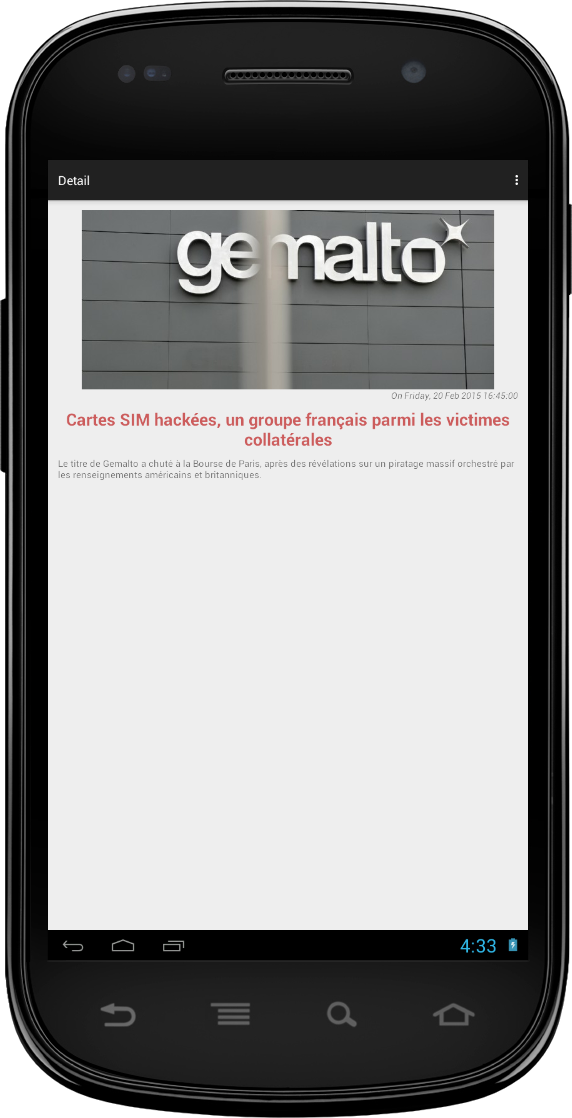 Detail
gemalto
On Friday, 20 Feb 2015 16:45:00
Cartes SIM hackées, un groupe français parmi les victimes
collatérales
Le titre de Gemalto a chuté à la Bourse de Paris, après des révélations sur un piratage massif orchestré par
les renseignements américains et britanniques.
4:33